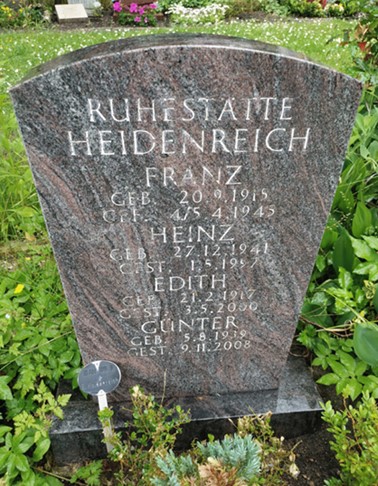 RUHESTÄTTE
HEIDENREICH
FRANZ
GEB. 20.9.1915
GEF. 4/5.4.1945
HEINZ
GEB. 27.12.1941
GEST. 1.5.1957
EDITH
GEB. 21.2.1917
GEST. 3.5.2000
GÜNTER
GEB. 5.8.1939
GEST. 9.11.2008